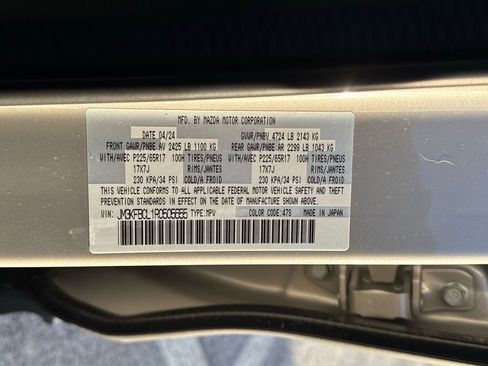 MFD. BY MAZDA MOTOR CORPORATION
DATE 04/24 GVWR/PNBV 4724 LB 2143 KG
FRONT GAWR/PNBE AV 2425 LB 1100 KG REAR GAWR/PNBE AR 2299 LB 1043 KG
WITH/AVEC P225/65R17 100H TIRES/PNEUS WITH/AVEC P225/65R17 100H TIRES/PNEUS
17X7J RIMS/JANTES 17X7J RIMS/JANTES
230 KPA/34 PSI COLD/A FROID 230 KPA/34 PSI COLD/A FROID
THIS VEHICLE CONFORMS TO ALL APPLICABLE FEDERAL MOTOR VEHICLE SAFETY AND THEFT
PREVENTION STANDARDS IN EFFECT ON THE DATE OF MANUFACTURE SHOWN ABOVE.
VIN: JM3KFBCL1R0505655 TYPE: MPV COLOR CODE: 47S MADE IN JAPAN